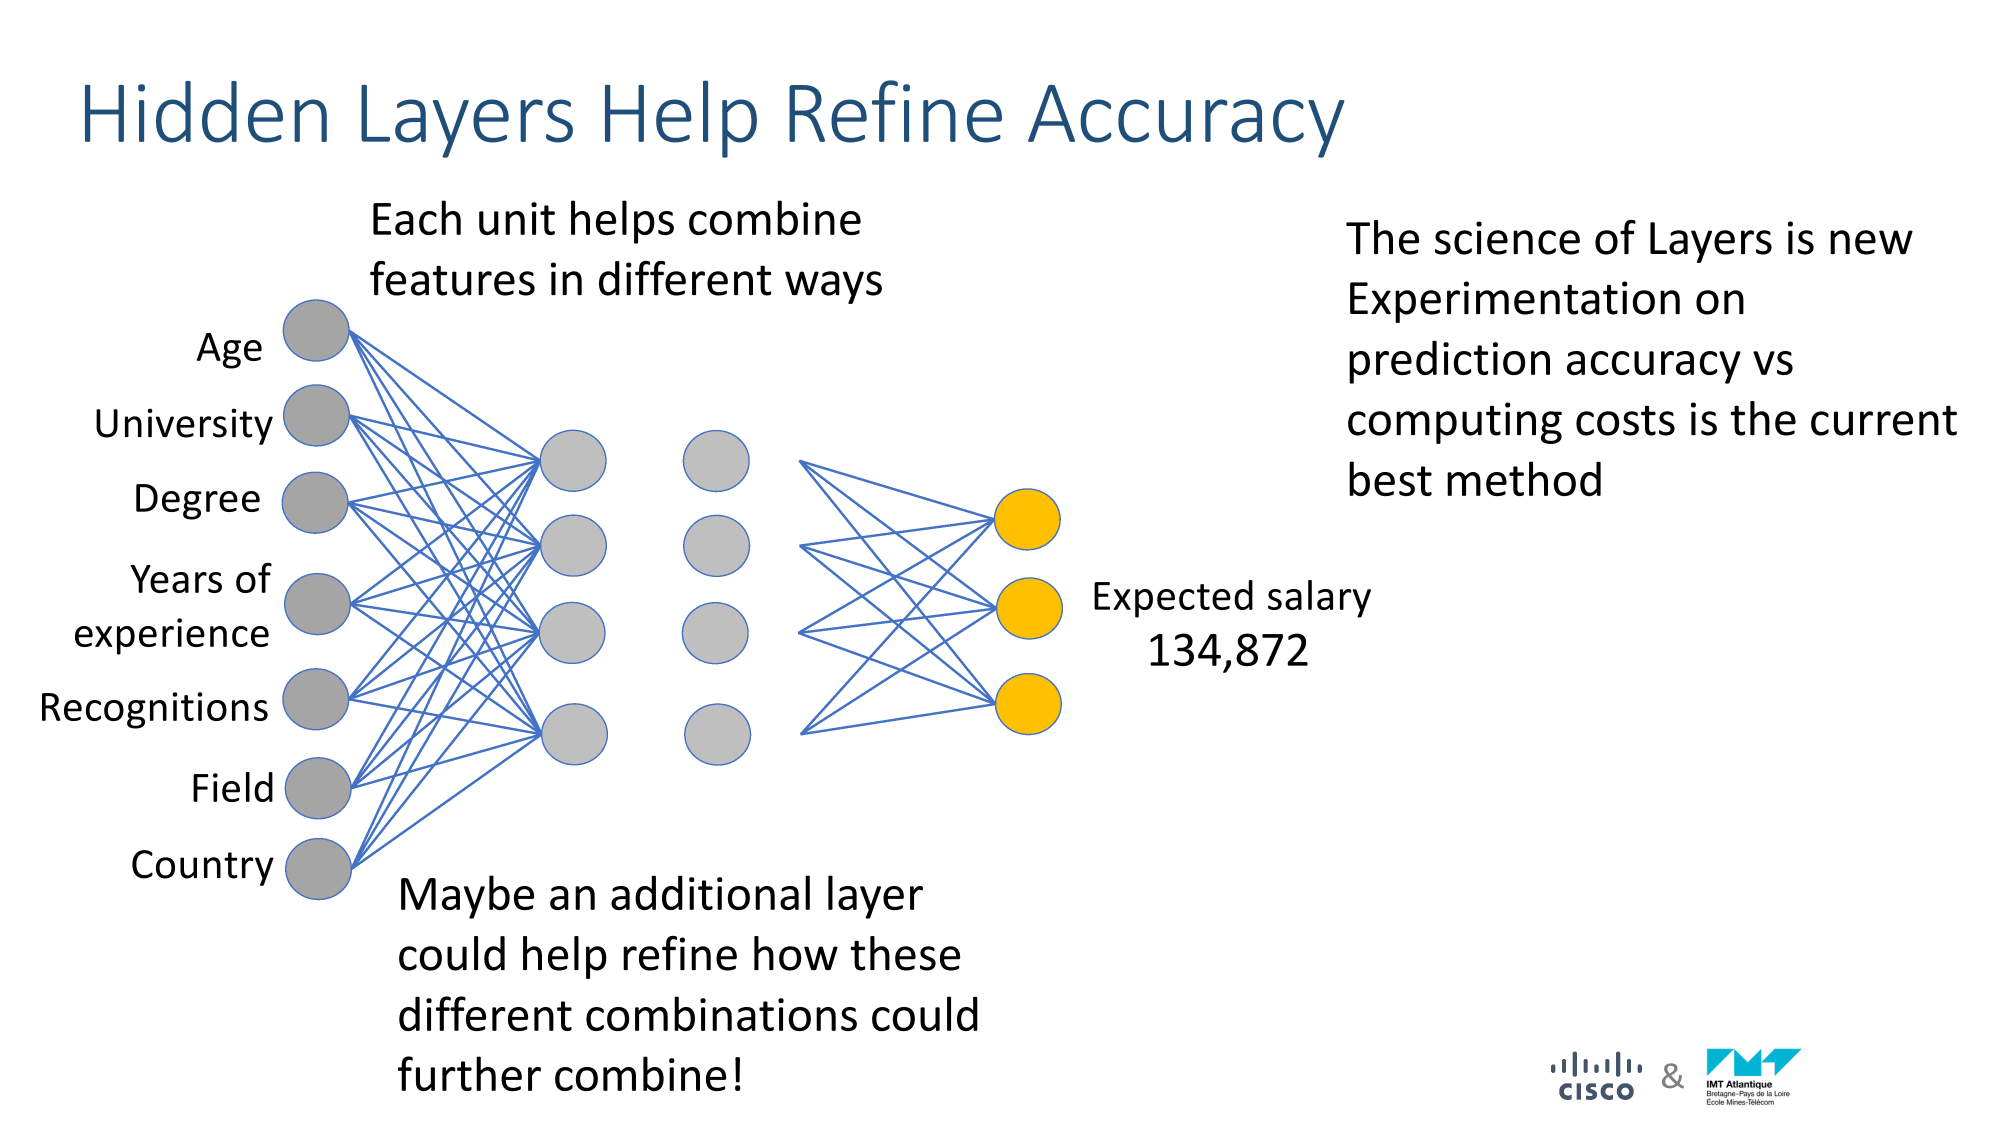 Hidden Layers Help Refine Accuracy
Each unit helps combine
features in different ways
The science of Layers is new
Experimentation on
prediction accuracy vs
computing costs is the current
best method
Age
University
Degree
Years of
experience
Recognitions
Field
Country
Expected salary
134,872
Maybe an additional layer
could help refine how these
different combinations could
further combine!
CISCO
&
IMT Atlantique
Bretagne-Pays de la Loire
École Mines-Télécom